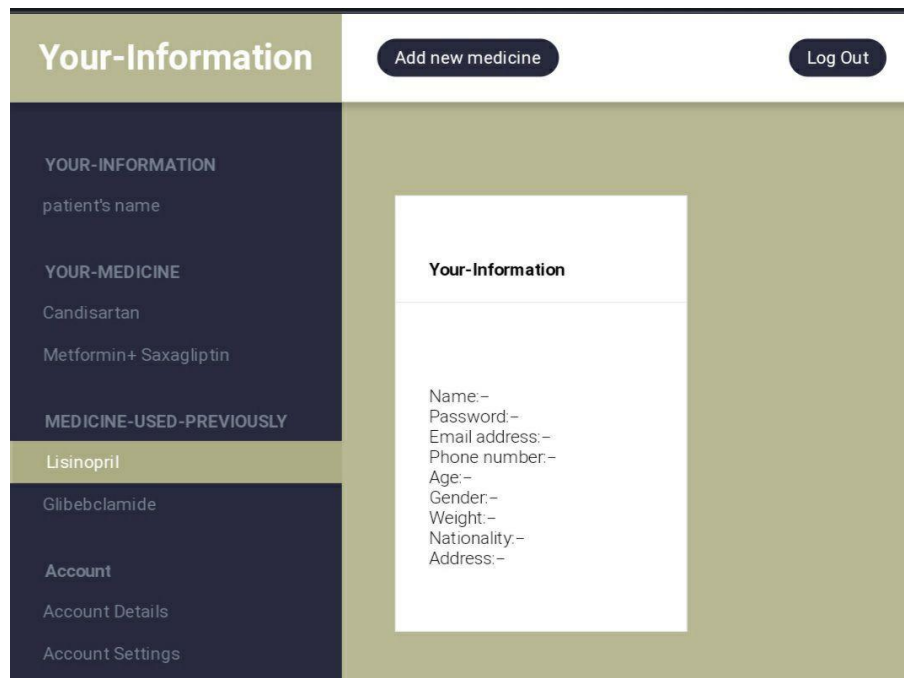 Your-Information
Add new medicine
Log Out
YOUR-INFORMATION
patient's name
YOUR-MEDICINE
Candisartan
Metformin+ Saxagliptin
MEDICINE-USED-PREVIOUSLY
Lisinopril
Glibebclamide
Account
Account Details
Account Settings
Your-Information
Name:–
Password:–
Email address:–
Phone number:–
Age:–
Gender:–
Weight:–
Nationality:–
Address:–